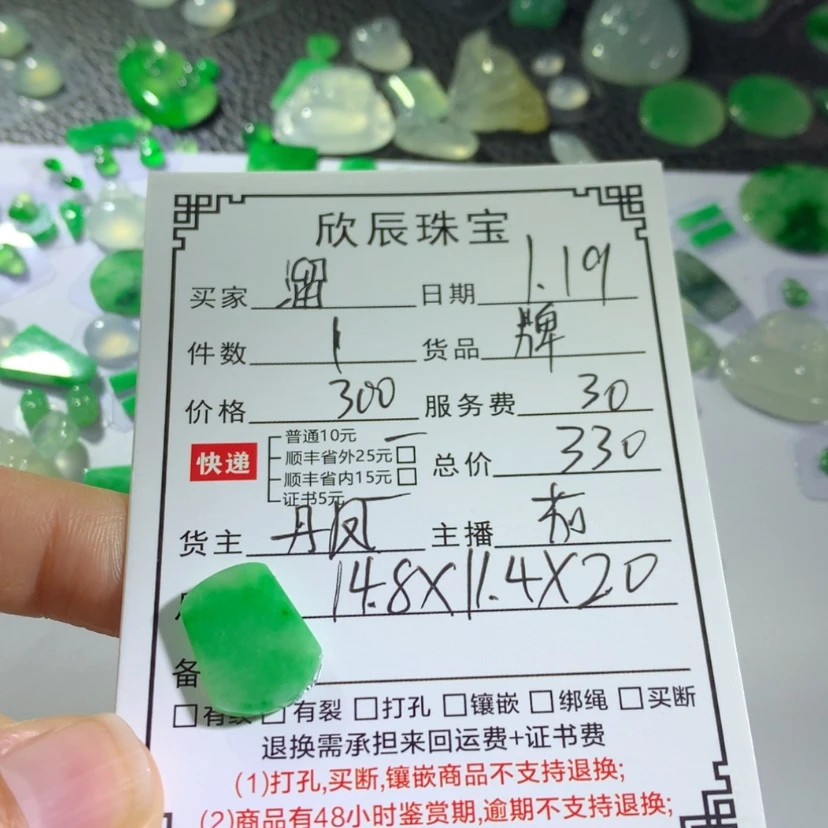 欣辰珠宝
买家 日期 1.19
件数 1 货品 牌
价格 300 服务费 30
快递 普通10元
顺丰省外25元
顺丰省内15元
证书5元
总价 330
货主 丹凤 主播
14.8X11.4X20
备
有裂 打孔 镶嵌 绑绳 买断
退换需承担来回运费+证书费
(1)打孔,买断,镶嵌商品不支持退换;
(2)商品有48小时鉴赏期,逾期不支持退换;